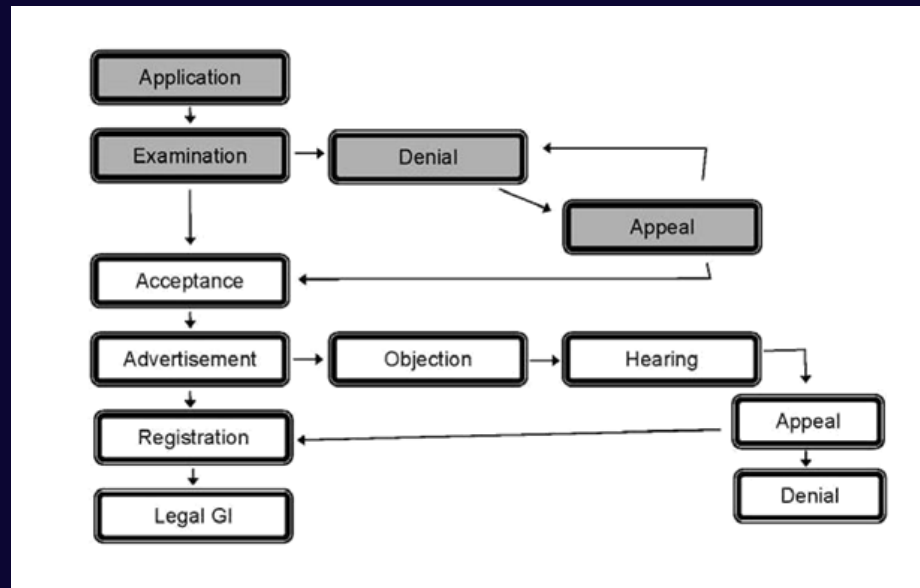 Application
Examination
Denial
Appeal
Acceptance
Advertisement
Objection
Hearing
Appeal
Registration
Denial
Legal GI